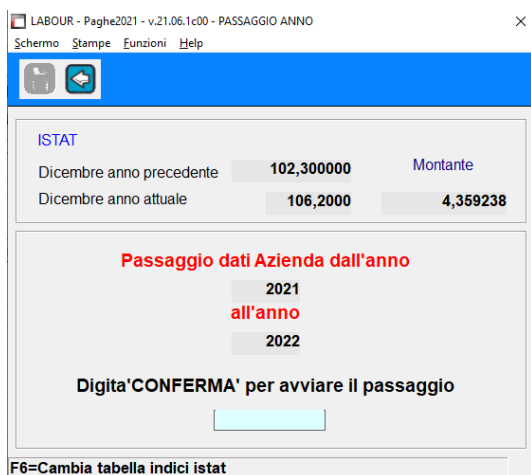 LABOUR - Paghe2021 - v.21.06.1c00 - PASSAGGIO ANNO
Schermo Stampe Funzioni Help
ISTAT
Dicembre anno precedente 102,300000 Montante
Dicembre anno attuale 106,2000 4,359238
Passaggio dati Azienda dall'anno
2021
all'anno
2022
Digita'CONFERMA' per avviare il passaggio
F6=Cambia tabella indici istat